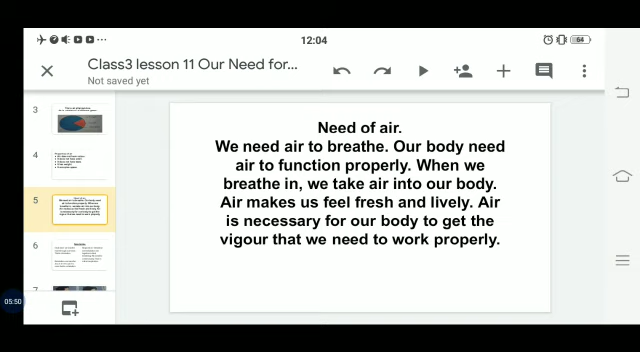 12:04
64
Class3 lesson 11 Our Need for...
Not saved yet
3
4
5
6
7
Need of air.
We need air to breathe. Our body need
air to function properly. When we
breathe in, we take air into our body.
Air makes us feel fresh and lively. Air
is necessary for our body to get the
vigour that we need to work properly.
05:50